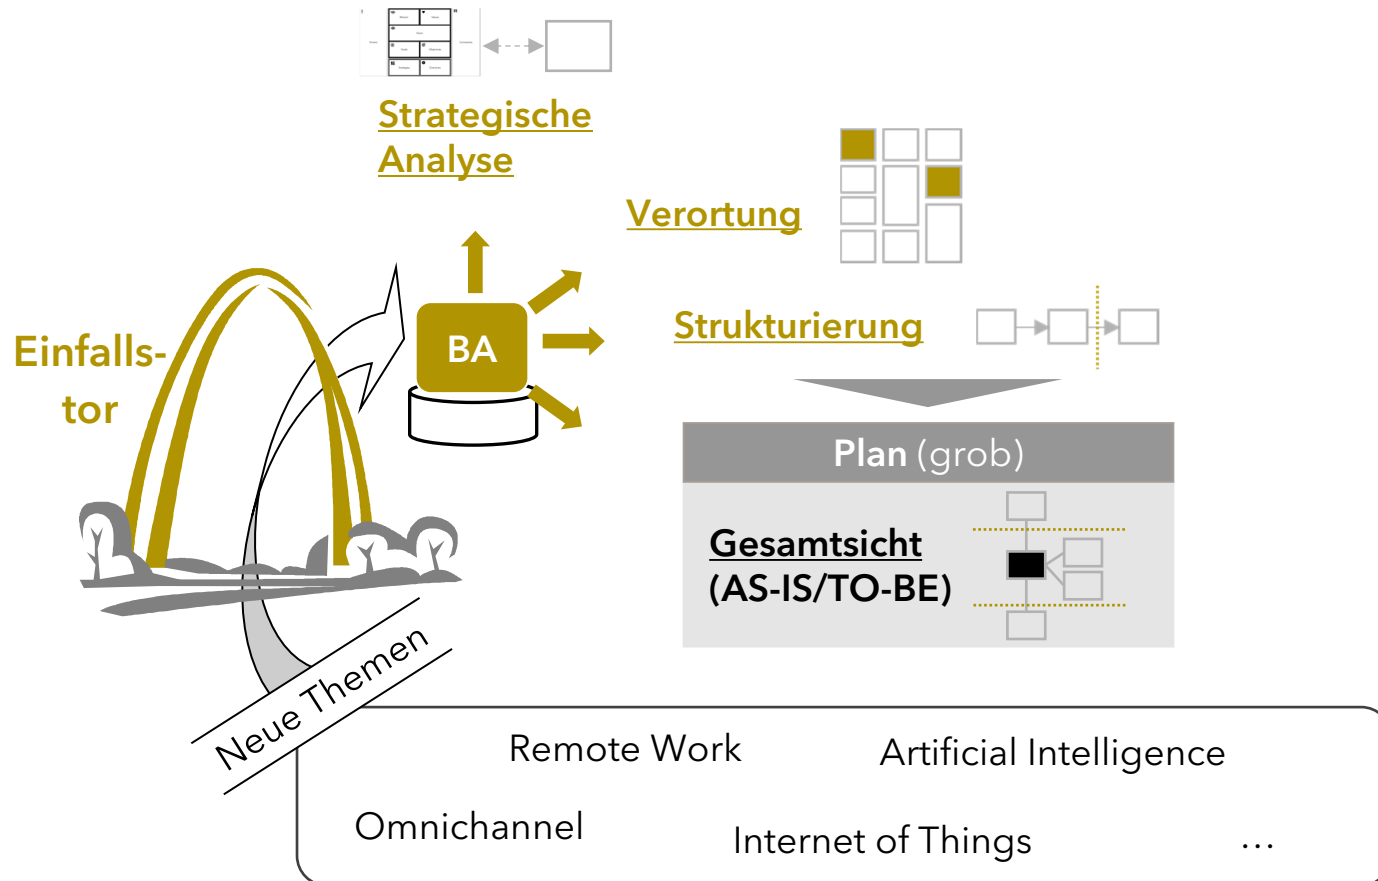 Strategische
Analyse
Verortung
Strukturierung
Einfalls-
tor
BA
Plan (grob)
Gesamtsicht
(AS-IS/TO-BE)
Neue Themen
Remote Work
Artificial Intelligence
Omnichannel
Internet of Things
...